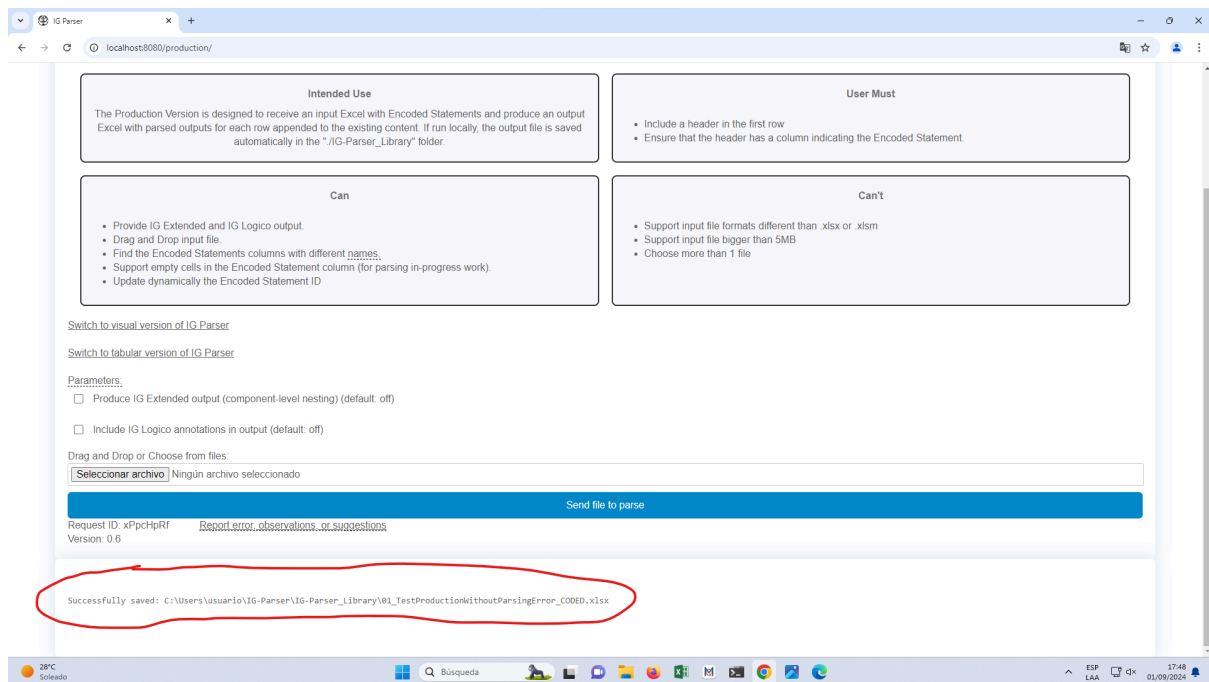 IG Parser
localhost:8080/production/
Intended Use
The Production Version is designed to receive an input Excel with Encoded Statements and produce an output
Excel with parsed outputs for each row appended to the existing content. If run locally, the output file is saved
automatically in the "./IG-Parser_Library" folder.
User Must
Include a header in the first row
Ensure that the header has a column indicating the Encoded Statement.
Can
Provide IG Extended and IG Logico output.
Drag and Drop input file.
Find the Encoded Statements columns with different names.
Support empty cells in the Encoded Statement column (for parsing in-progress work).
Update dynamically the Encoded Statement ID
Can't
Support input file formats different than .xlsx or .xlsm
Support input file bigger than 5MB
Choose more than 1 file
Switch to visual version of IG Parser
Switch to tabular version of IG Parser
Parameters:
Produce IG Extended output (component-level nesting) (default: off)
Include IG Logico annotations in output (default: off)
Drag and Drop or Choose from files:
Seleccionar archivo Ningún archivo seleccionado
Send file to parse
Request ID: xPpcHpRf Report error, observations, or suggestions
Version: 0.6
Successfully saved: C:\Users\usuario\IG-Parser\IG-Parser_Library\01_TestProductionWithoutParsingError_CODED.xlsx
28°C
Soleado
Búsqueda
ESP
LAA
17:48
01/09/2024